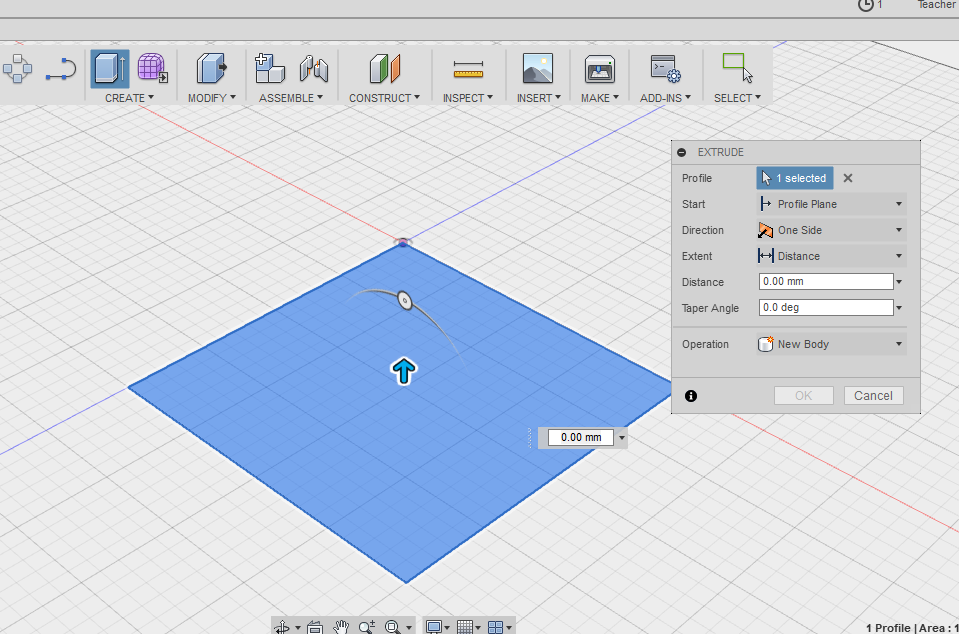 1 Teacher
CREATE MODIFY ASSEMBLE CONSTRUCT INSPECT INSERT MAKE ADD-INS SELECT
EXTRUDE
Profile 1 selected
Start Profile Plane
Direction One Side
Extent Distance
Distance 0.00 mm
Taper Angle 0.0 deg
Operation New Body
OK Cancel
0.00 mm
1 Profile | Area : 1